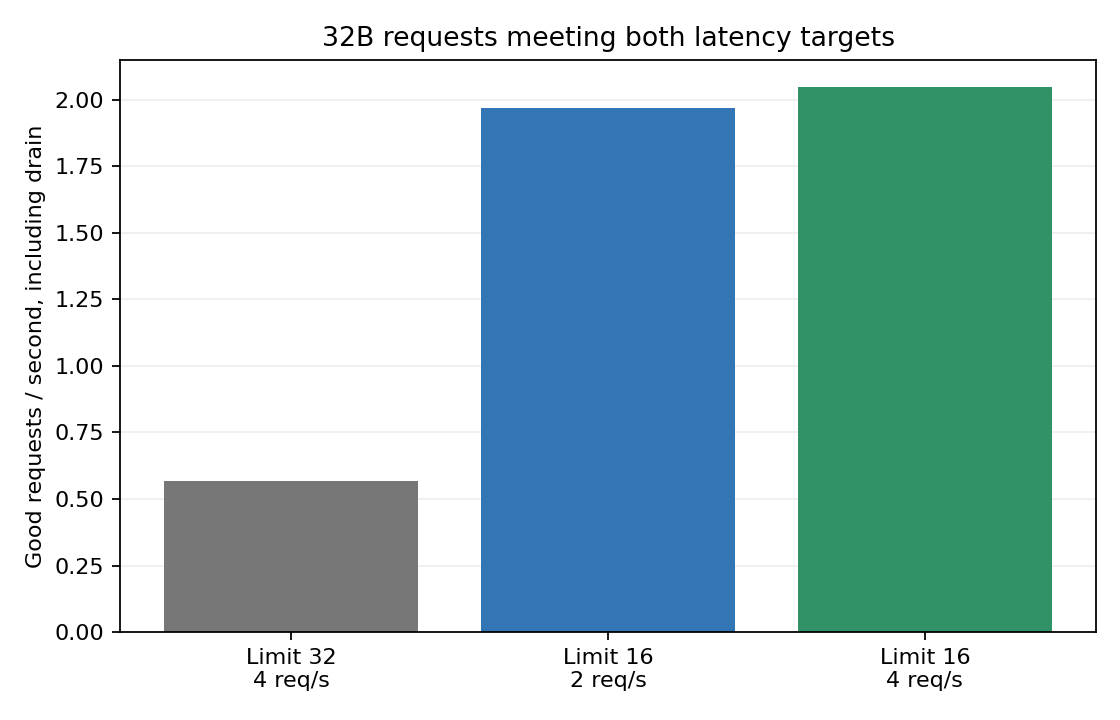 32B requests meeting both latency targets
Good requests / second, including drain
2.00
1.75
1.50
1.25
1.00
0.75
0.50
0.25
0.00
Limit 32
4 req/s
Limit 16
2 req/s
Limit 16
4 req/s